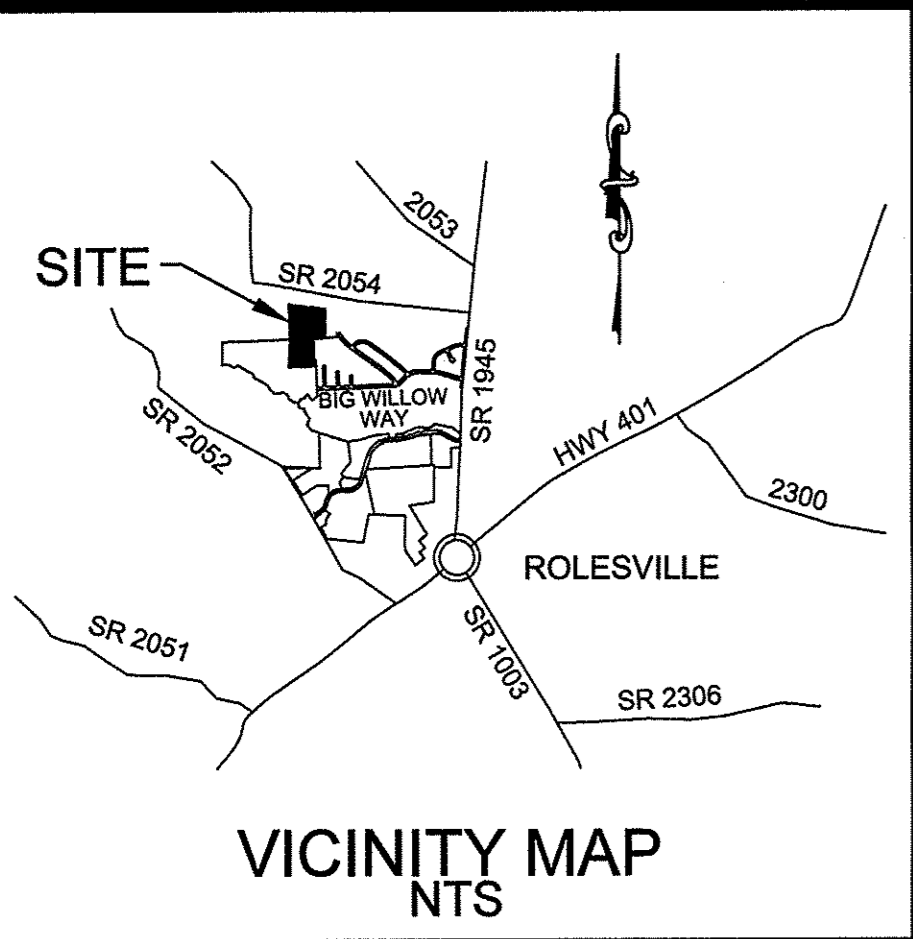 2053
SITE
SR 2054
SR 1945
BIG WILLOW
WAY
SR 2052
HWY 401
2300
ROLESVILLE
SR 2051
SR 1003
SR 2306
VICINITY MAP
NTS